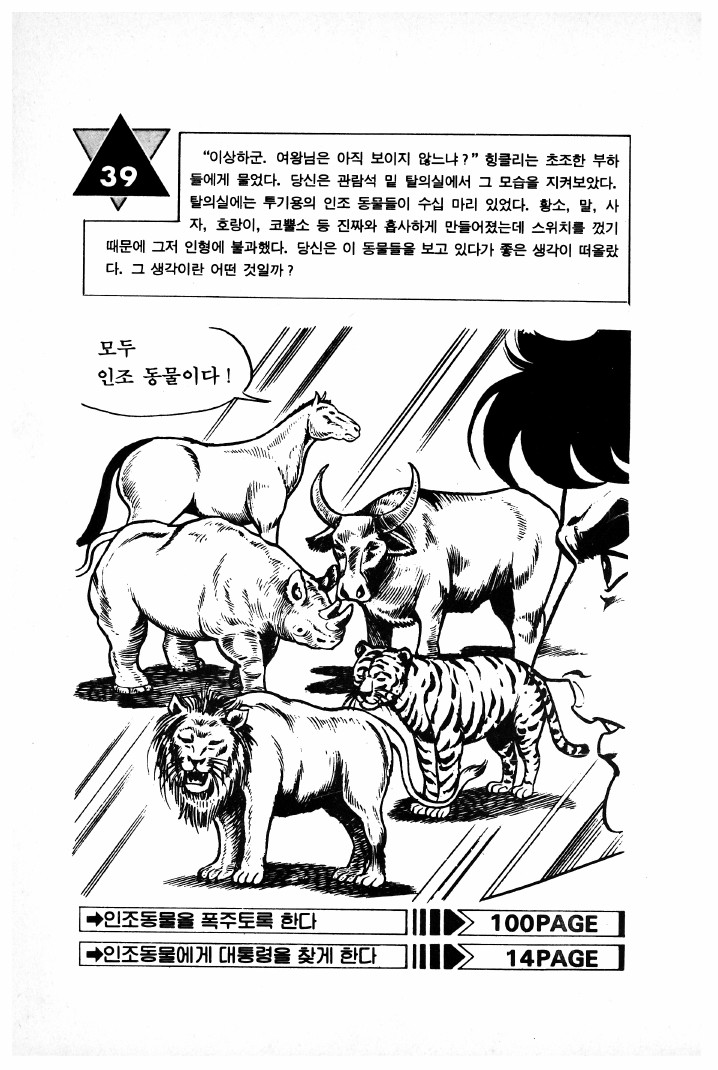 39
“이상하군. 여왕님은 아직 보이지 않느냐?” 힝클리는 초조한 부하
들에게 물었다. 당신은 관람석 밑 탈의실에서 그 모습을 지켜보았다.
탈의실에는 투기용의 인조 동물들이 수십 마리 있었다. 황소, 말, 사
자, 호랑이, 코뿔소 등 진짜와 흡사하게 만들어졌는데 스위치를 껐기
때문에 그저 인형에 불과했다. 당신은 이 동물들을 보고 있다가 좋은 생각이 떠올랐
다. 그 생각이란 어떤 것일까?
모두
인조 동물이다!
➡인조동물을 폭주토록 한다 100PAGE
➡인조동물에게 대통령을 찾게 한다 14PAGE